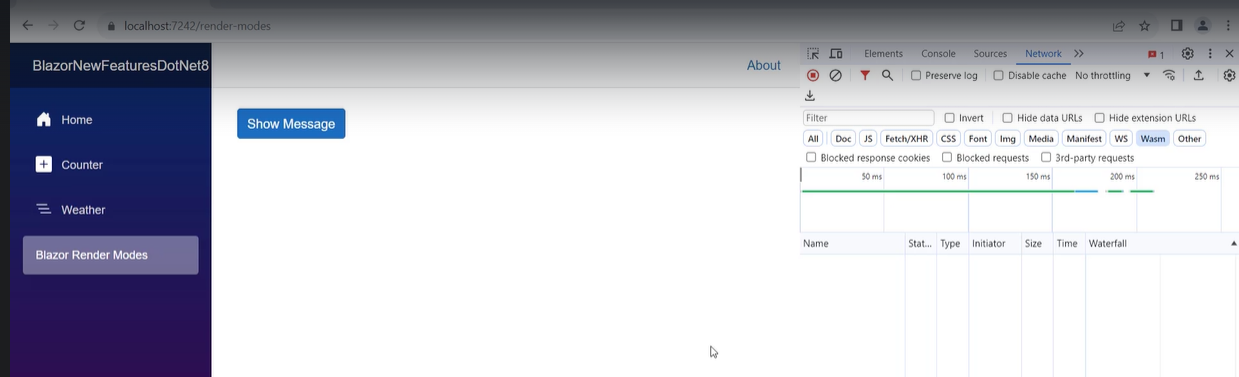 localhost:7242/render-modes
BlazorNewFeaturesDotNet8
About
Home
Counter
Weather
Blazor Render Modes
Show Message
Elements Console Sources Network 1
Preserve log Disable cache No throttling
Filter Invert Hide data URLs Hide extension URLs
All Doc JS Fetch/XHR CSS Font Img Media Manifest WS Wasm Other
Blocked response cookies Blocked requests 3rd-party requests
50 ms 100 ms 150 ms 200 ms 250 ms
Name Stat... Type Initiator Size Time Waterfall